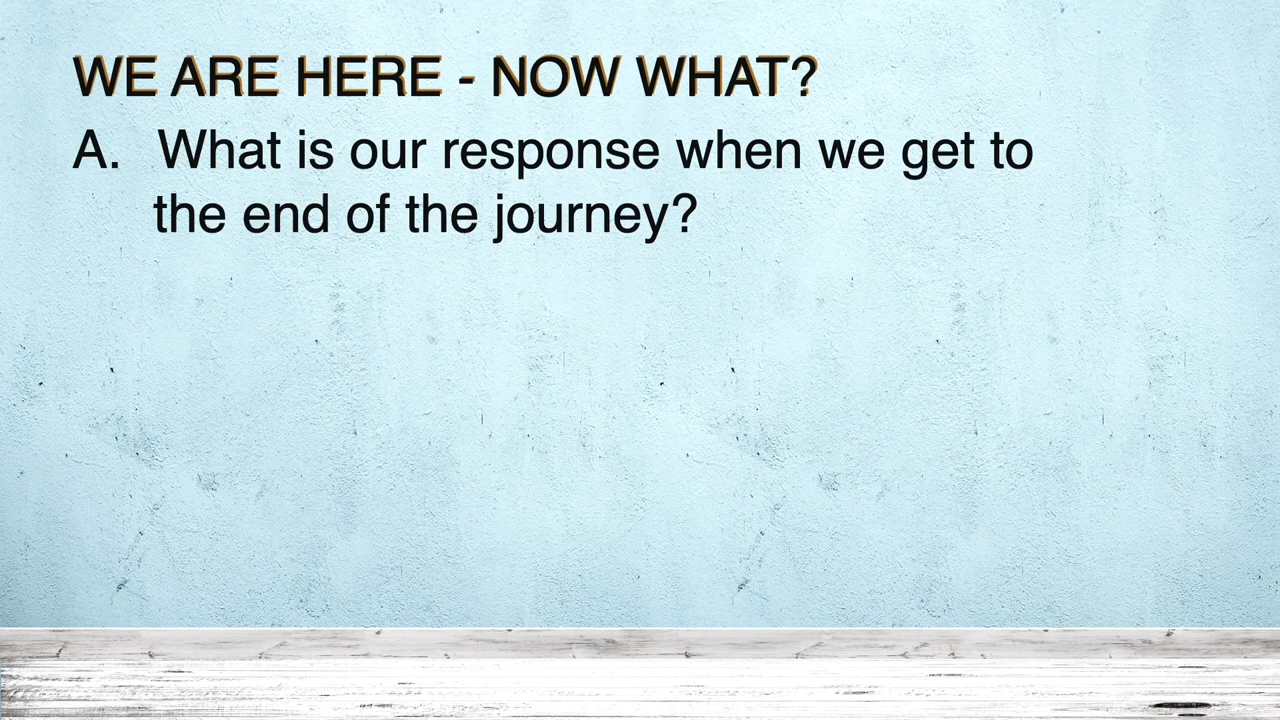 WE ARE HERE - NOW WHAT?
A. What is our response when we get to
the end of the journey?